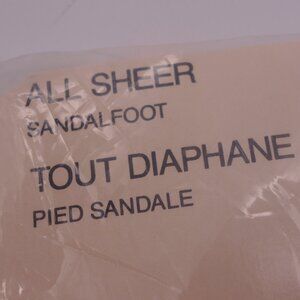 ALL SHEER
SANDALFOOT
TOUT DIAPHANE
PIED SANDALE